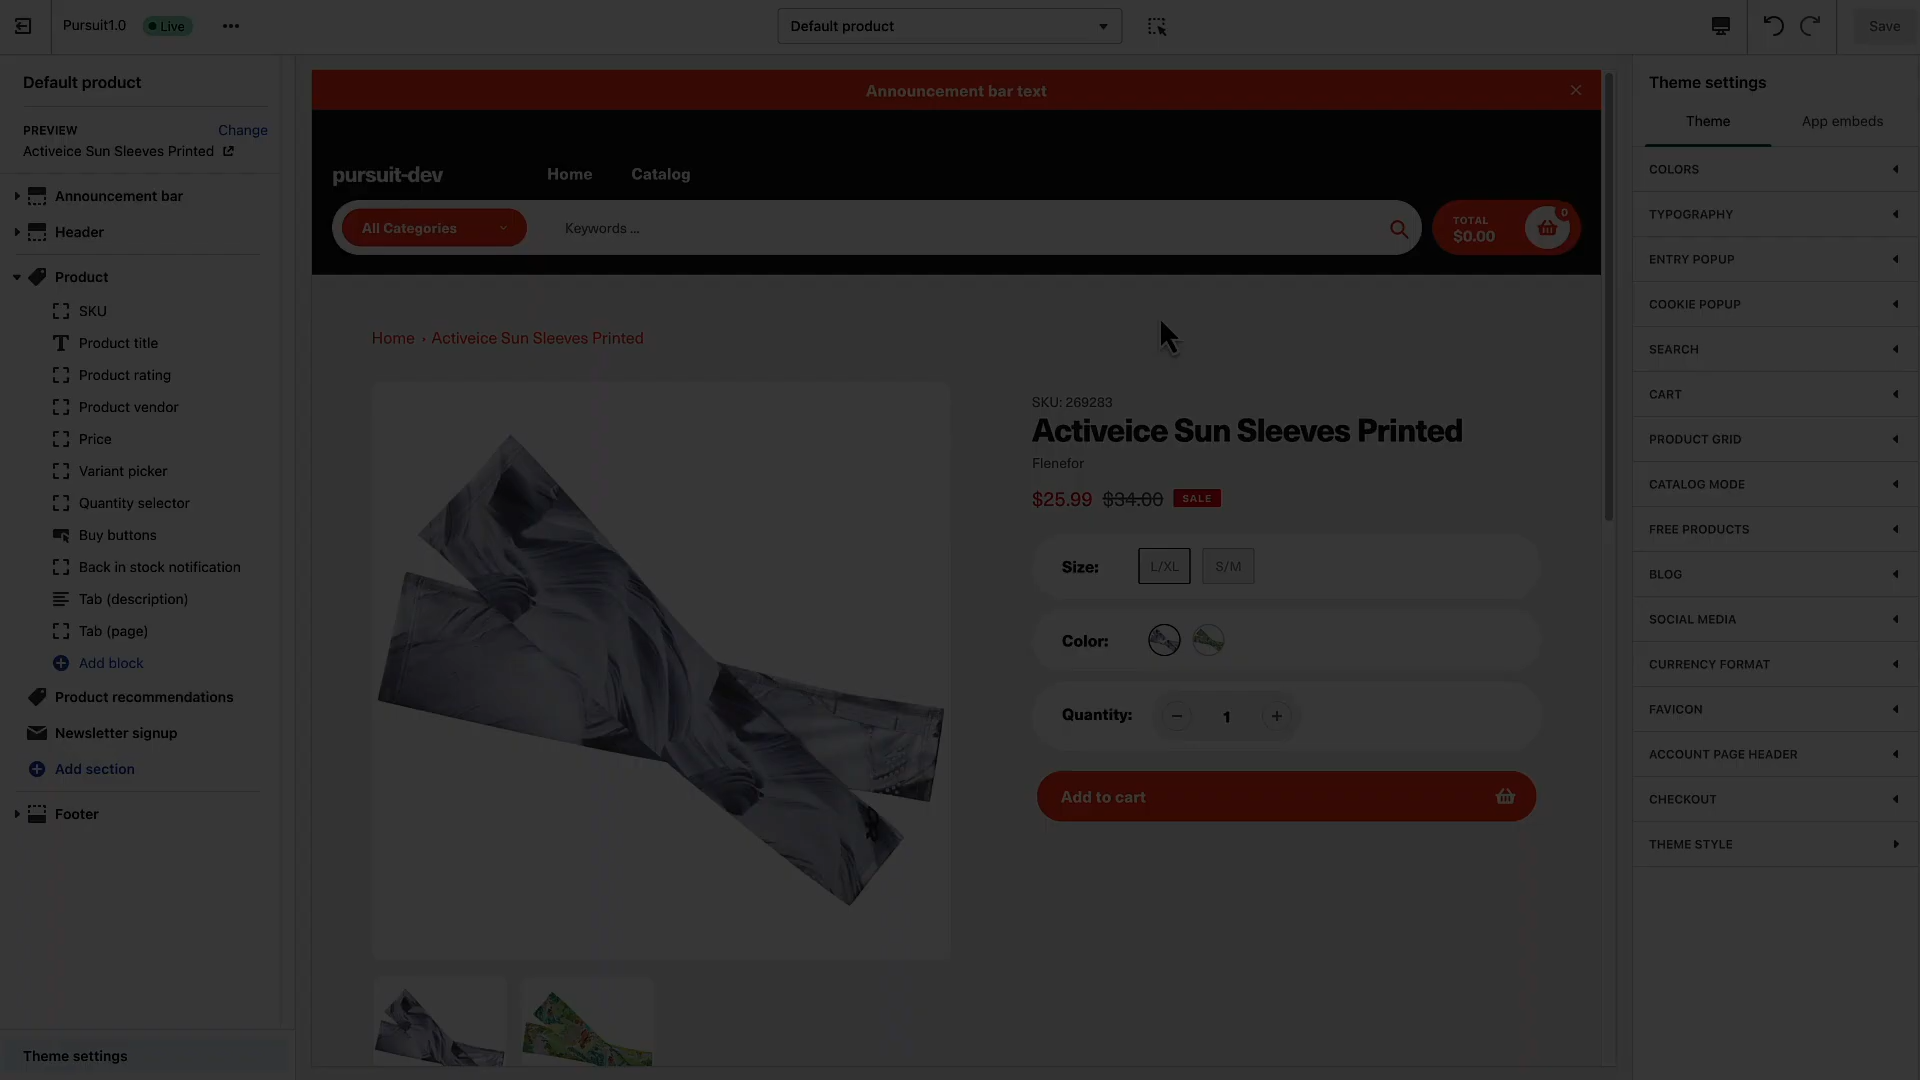 Pursuit1.0
Live
Default product
Save
Default product
PREVIEW
Change
Activeice Sun Sleeves Printed
Announcement bar
Header
Product
SKU
Product title
Product rating
Product vendor
Price
Variant picker
Quantity selector
Buy buttons
Back in stock notification
Tab (description)
Tab (page)
Add block
Product recommendations
Newsletter signup
Add section
Footer
Theme settings
Announcement bar text
pursuit-dev
Home
Catalog
All Categories
Keywords ...
TOTAL
$0.00
0
Home › Activeice Sun Sleeves Printed
SKU: 269283
Activeice Sun Sleeves Printed
Flenefor
$25.99 $34.00 SALE
Size:
L/XL
S/M
Color:
Quantity:
1
Add to cart
Theme settings
Theme
App embeds
COLORS
TYPOGRAPHY
ENTRY POPUP
COOKIE POPUP
SEARCH
CART
PRODUCT GRID
CATALOG MODE
FREE PRODUCTS
BLOG
SOCIAL MEDIA
CURRENCY FORMAT
FAVICON
ACCOUNT PAGE HEADER
CHECKOUT
THEME STYLE